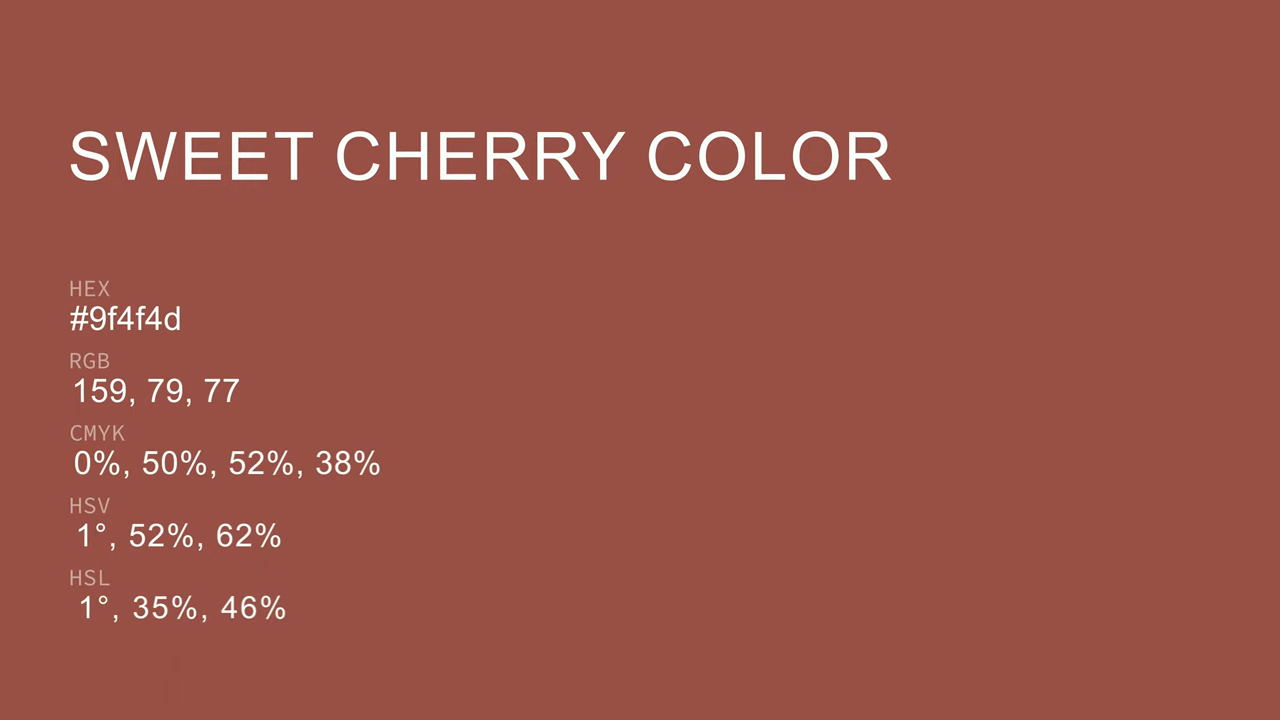 SWEET CHERRY COLOR
HEX
#9f4f4d
RGB
159, 79, 77
CMYK
0%, 50%, 52%, 38%
HSV
1°, 52%, 62%
HSL
1°, 35%, 46%